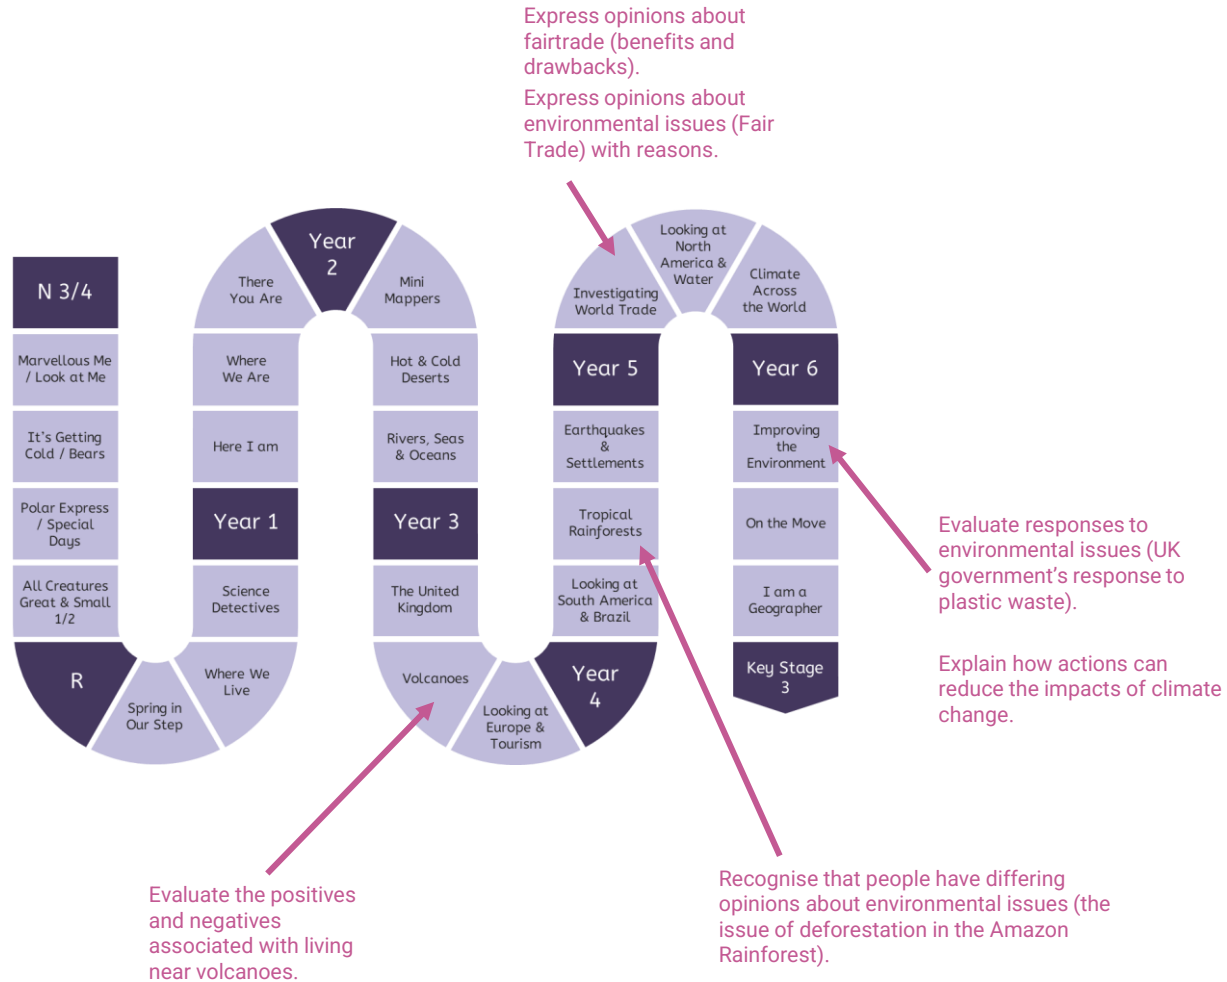 Express opinions about
fairtrade (benefits and
drawbacks).
Express opinions about
environmental issues (Fair
Trade) with reasons.
N 3/4
Marvellous Me
/ Look at Me
It's Getting
Cold / Bears
Polar Express
/ Special
Days
All Creatures
Great & Small
1/2
R
Spring in
Our Step
Where We
Live
Science
Detectives
Year 1
Here I am
Where
We Are
There
You Are
Year
2
Mini
Mappers
Hot & Cold
Deserts
Rivers, Seas
& Oceans
Year 3
The United
Kingdom
Volcanoes
Looking at
Europe &
Tourism
Year
4
Looking at
South America
& Brazil
Tropical
Rainforests
Earthquakes
&
Settlements
Year 5
Investigating
World Trade
Looking at
North
America &
Water
Climate
Across
the World
Year 6
Improving
the
Environment
On the Move
I am a
Geographer
Key Stage
3
Evaluate responses to
environmental issues (UK
government's response to
plastic waste).
Explain how actions can
reduce the impacts of climate
change.
Evaluate the positives
and negatives
associated with living
near volcanoes.
Recognise that people have differing
opinions about environmental issues (the
issue of deforestation in the Amazon
Rainforest).